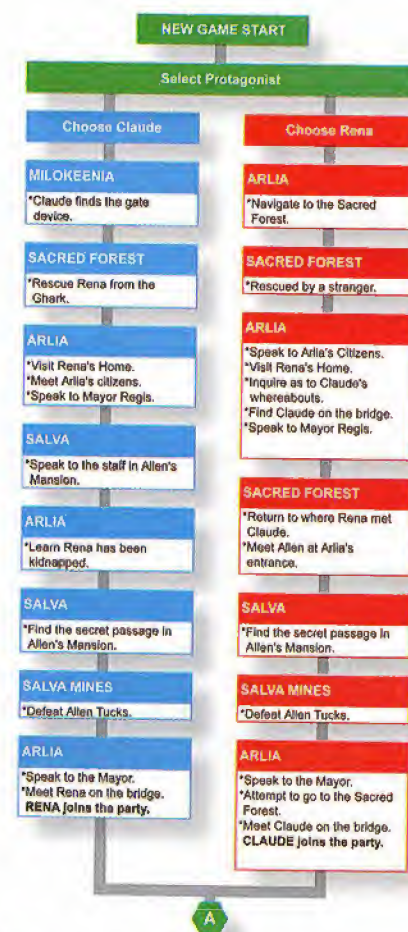 NEW GAME START
Select Protagonist
Choose Claude
MILOKEENIA
*Claude finds the gate
device.
SACRED FOREST
*Rescue Rena from the
Ghark.
ARLIA
*Visit Rena's Home.
*Meet Arlia's citizens.
*Speak to Mayor Regis.
SALVA
*Speak to the staff in Allen's
Mansion.
ARLIA
*Learn Rena has been
kidnapped.
SALVA
*Find the secret passage in
Allen's Mansion.
SALVA MINES
*Defeat Allen Tucks.
ARLIA
*Speak to the Mayor.
*Meet Rena on the bridge.
RENA joins the party.
Choose Rena
ARLIA
*Navigate to the Sacred
Forest.
SACRED FOREST
*Rescued by a stranger.
ARLIA
*Speak to Arlia's Citizens.
*Visit Rena's Home.
*Inquire as to Claude's
whereabouts.
*Find Claude on the bridge.
*Speak to Mayor Regis.
SACRED FOREST
*Return to where Rena met
Claude.
*Meet Allen at Arlia's
entrance.
SALVA
*Find the secret passage in
Allen's Mansion.
SALVA MINES
*Defeat Allen Tucks.
ARLIA
*Speak to the Mayor.
*Attempt to go to the Sacred
Forest.
*Meet Claude on the bridge.
CLAUDE joins the party.
A